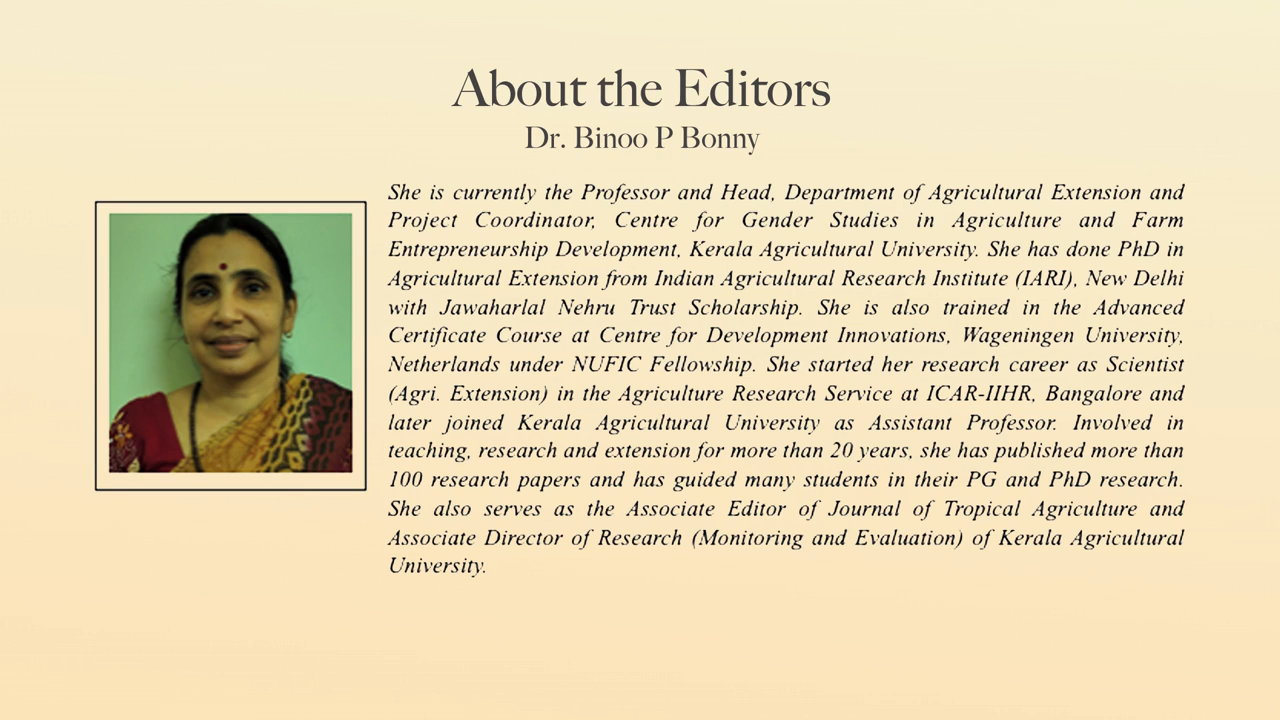 About the Editors
Dr. Binoo P Bonny
She is currently the Professor and Head, Department of Agricultural Extension and
Project Coordinator, Centre for Gender Studies in Agriculture and Farm
Entrepreneurship Development, Kerala Agricultural University. She has done PhD in
Agricultural Extension from Indian Agricultural Research Institute (IARI), New Delhi
with Jawaharlal Nehru Trust Scholarship. She is also trained in the Advanced
Certificate Course at Centre for Development Innovations, Wageningen University,
Netherlands under NUFIC Fellowship. She started her research career as Scientist
(Agri. Extension) in the Agriculture Research Service at ICAR-IIHR, Bangalore and
later joined Kerala Agricultural University as Assistant Professor. Involved in
teaching, research and extension for more than 20 years, she has published more than
100 research papers and has guided many students in their PG and PhD research.
She also serves as the Associate Editor of Journal of Tropical Agriculture and
Associate Director of Research (Monitoring and Evaluation) of Kerala Agricultural
University.